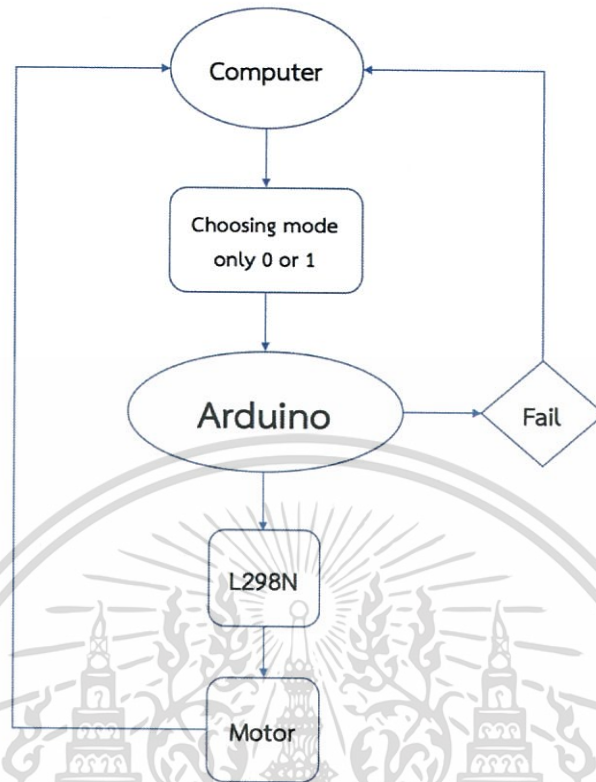 Computer
Choosing mode
only 0 or 1
Arduino
Fail
L298N
Motor